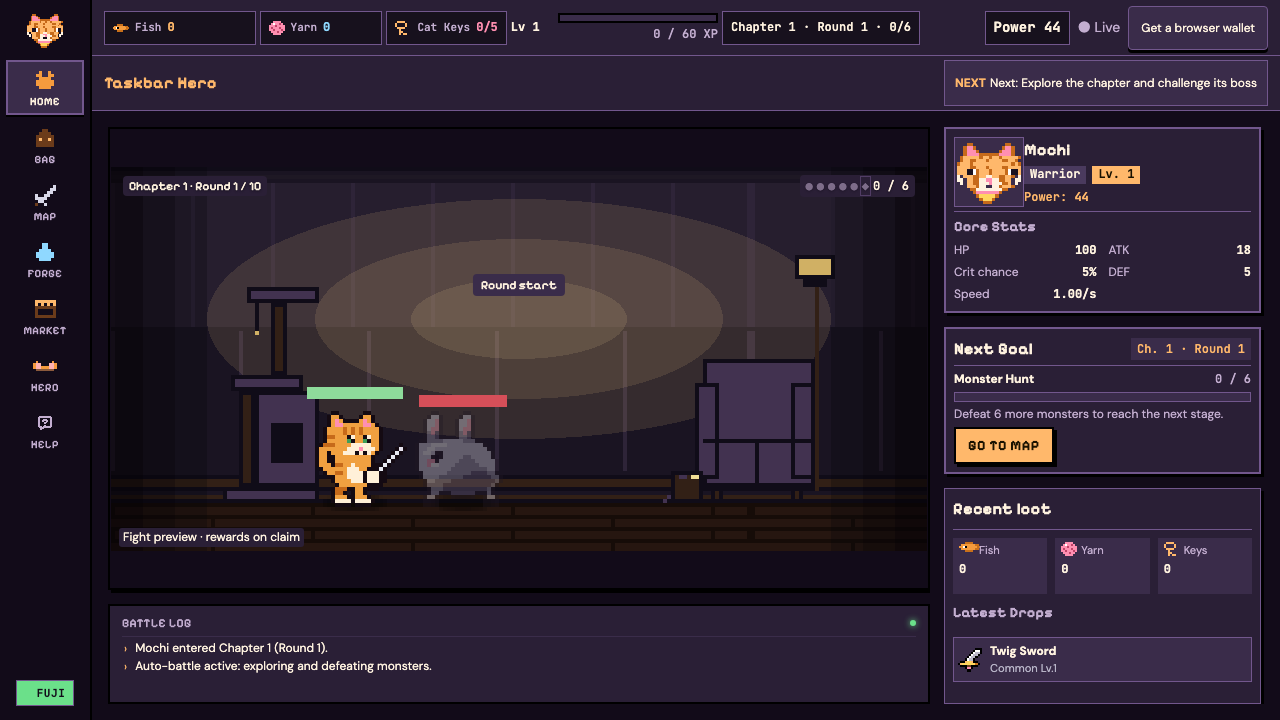 Fish 0
Yarn 0
Cat Keys 0/5
Lv 1
0 / 60 XP
Chapter 1 · Round 1 · 0/6
Power 44
Live
Get a browser wallet
HOME
BAG
MAP
FORGE
MARKET
HERO
HELP
FUJI
Taskbar Hero
NEXT Next: Explore the chapter and challenge its boss
Chapter 1 · Round 1 / 10
0 / 6
Round start
Fight preview · rewards on claim
BATTLE LOG
› Mochi entered Chapter 1 (Round 1).
› Auto-battle active: exploring and defeating monsters.
Mochi
Warrior Lv. 1
Power: 44
Core Stats
HP 100 ATK 18
Crit chance 5% DEF 5
Speed 1.00/s
Next Goal Ch. 1 · Round 1
Monster Hunt 0 / 6
Defeat 6 more monsters to reach the next stage.
GO TO MAP
Recent loot
Fish Yarn Keys
0 0 0
Latest Drops
Twig Sword
Common Lv.1